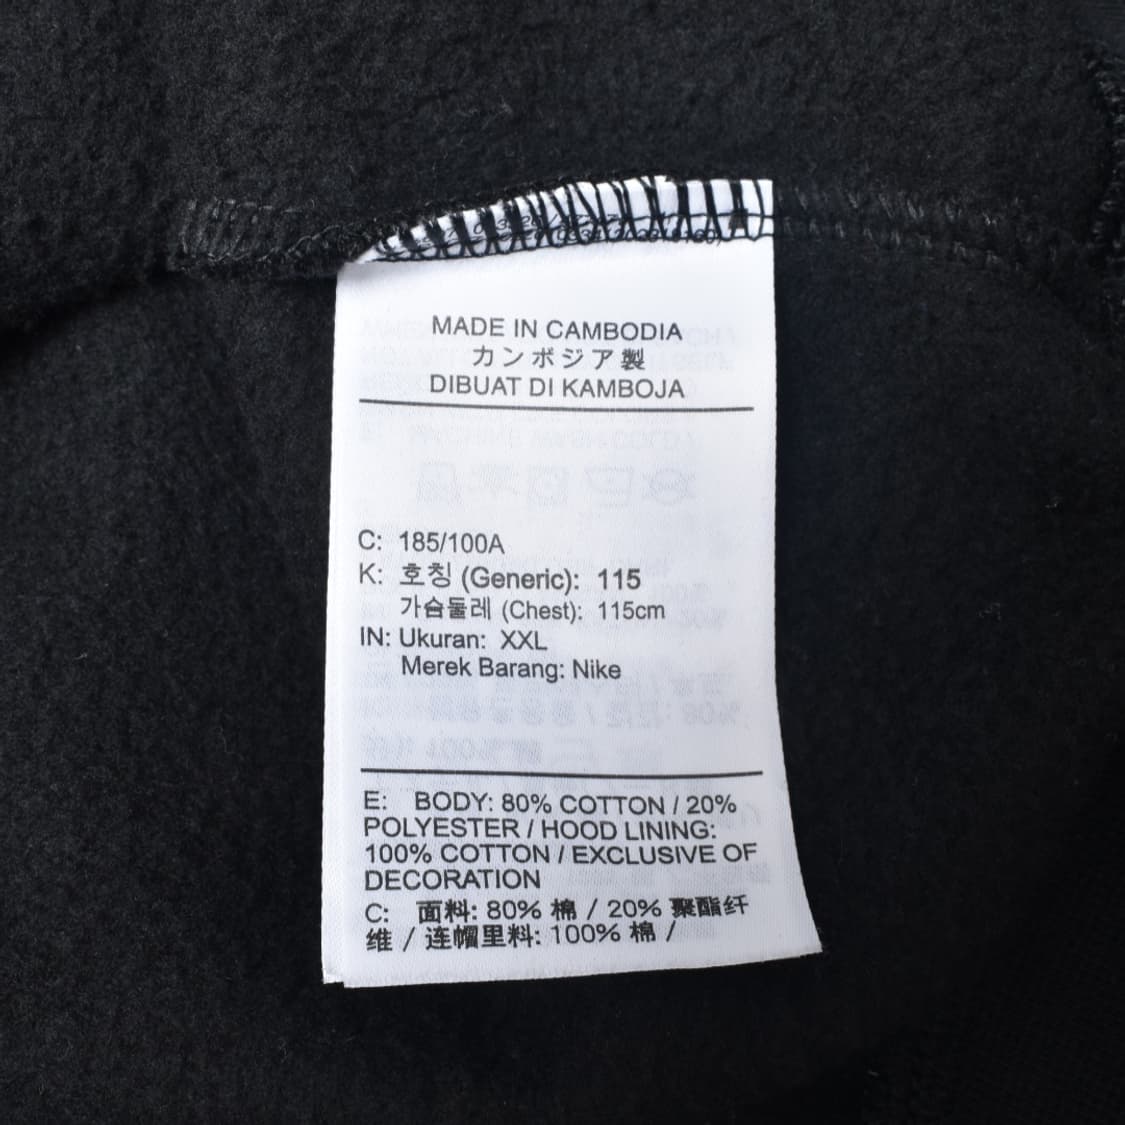 MADE IN CAMBODIA
カンボジア製
DIBUAT DI KAMBOJA
C: 185/100A
K: 호칭 (Generic): 115
가슴둘레 (Chest): 115cm
IN: Ukuran: XXL
Merek Barang: Nike
E: BODY: 80% COTTON / 20%
POLYESTER / HOOD LINING:
100% COTTON / EXCLUSIVE OF
DECORATION
C: 面料: 80% 棉 / 20% 聚酯纤
维 / 连帽里料: 100% 棉 /